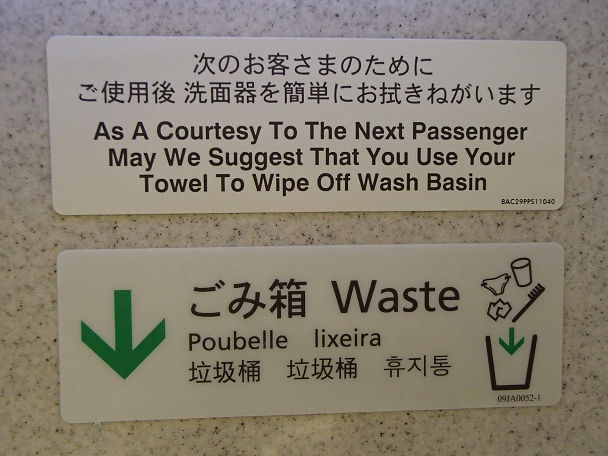 次のお客さまのために
ご使用後 洗面器を簡単にお拭きねがいます
As A Courtesy To The Next Passenger
May We Suggest That You Use Your
Towel To Wipe Off Wash Basin
BAC29PPS11040
ごみ箱 Waste
Poubelle lixeira
垃圾桶 垃圾桶 휴지통
09JA0052-1